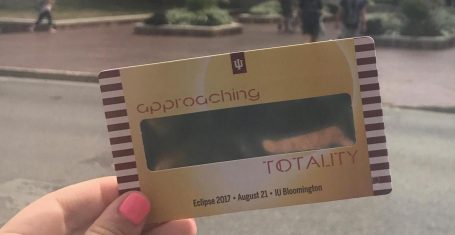 approaching
TOTALITY
Eclipse 2017 • August 21 • IU Bloomington